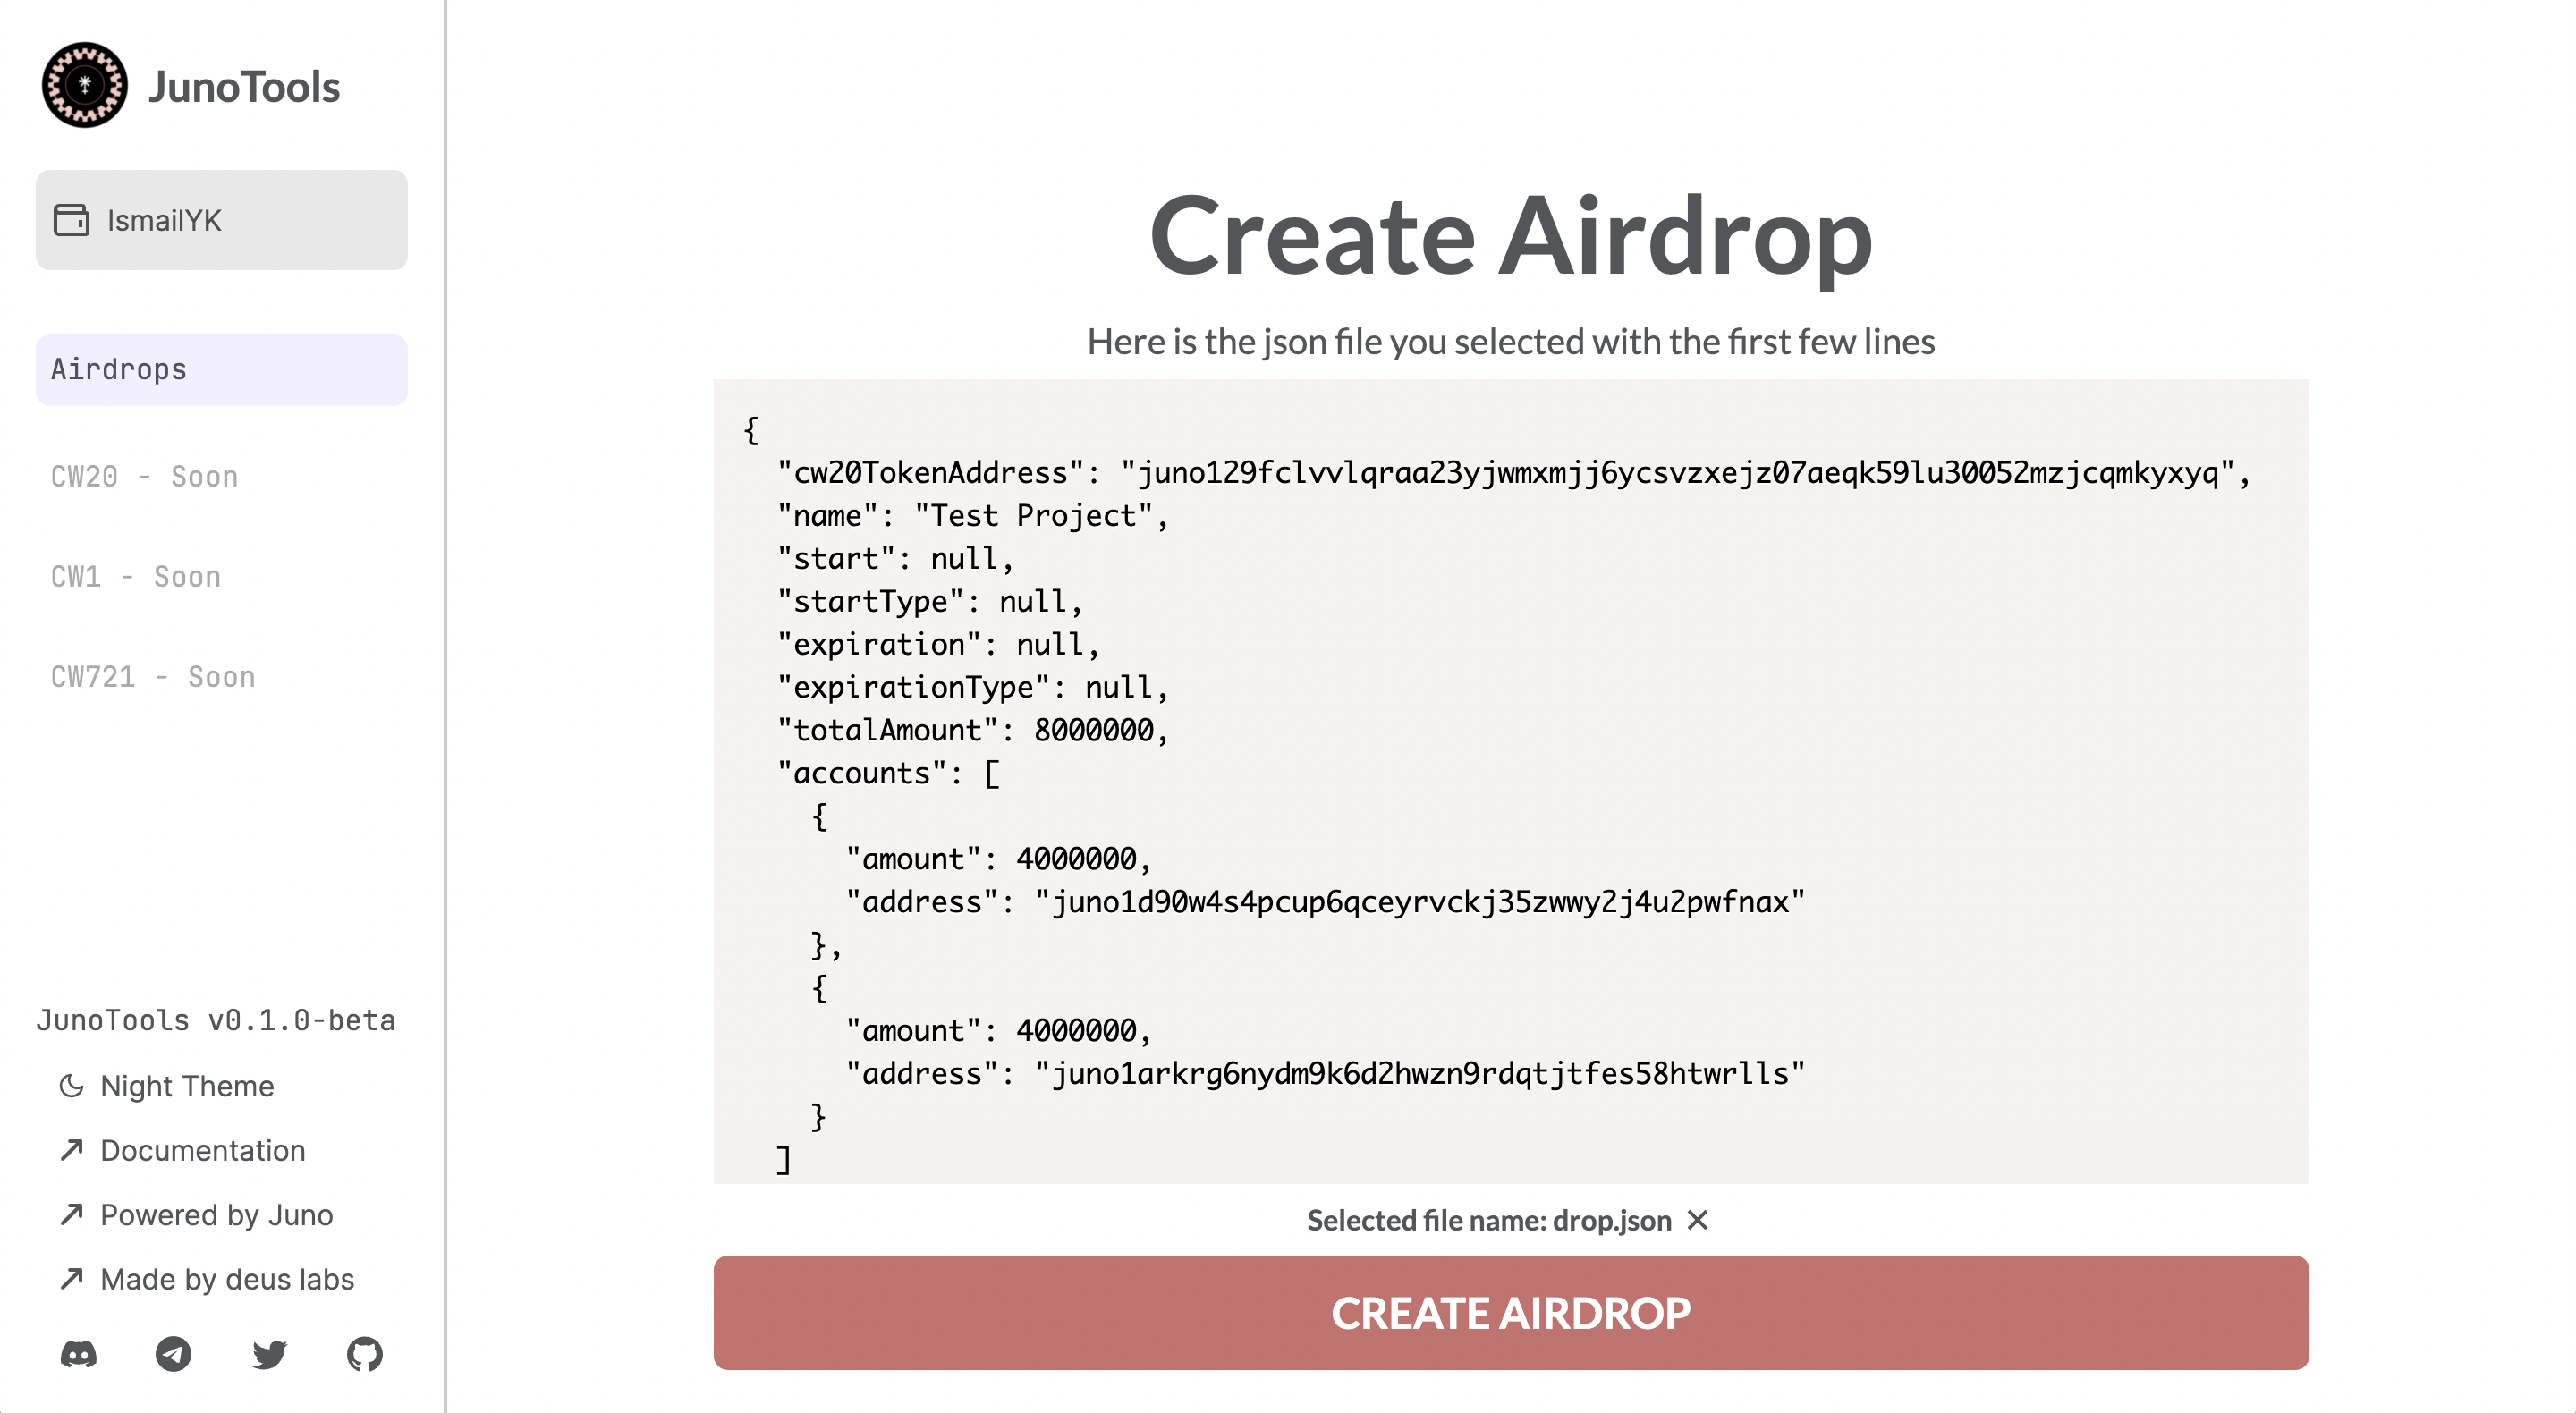 JunoTools
IsmailYK
Airdrops
CW20 - Soon
CW1 - Soon
CW721 - Soon
JunoTools v0.1.0-beta
Night Theme
Documentation
Powered by Juno
Made by deus labs
Create Airdrop
Here is the json file you selected with the first few lines
{
  "cw20TokenAddress": "juno129fclvvlqraa23yjwmxmjj6ycsvzxejz07aeqk59lu30052mzjcqmkyxyq",
  "name": "Test Project",
  "start": null,
  "startType": null,
  "expiration": null,
  "expirationType": null,
  "totalAmount": 8000000,
  "accounts": [
    {
      "amount": 4000000,
      "address": "juno1d90w4s4pcup6qceyrvckj35zwwy2j4u2pwfnax"
    },
    {
      "amount": 4000000,
      "address": "juno1arkrg6nydm9k6d2hwzn9rdqtjtfes58htwrlls"
    }
  ]
Selected file name: drop.json
CREATE AIRDROP